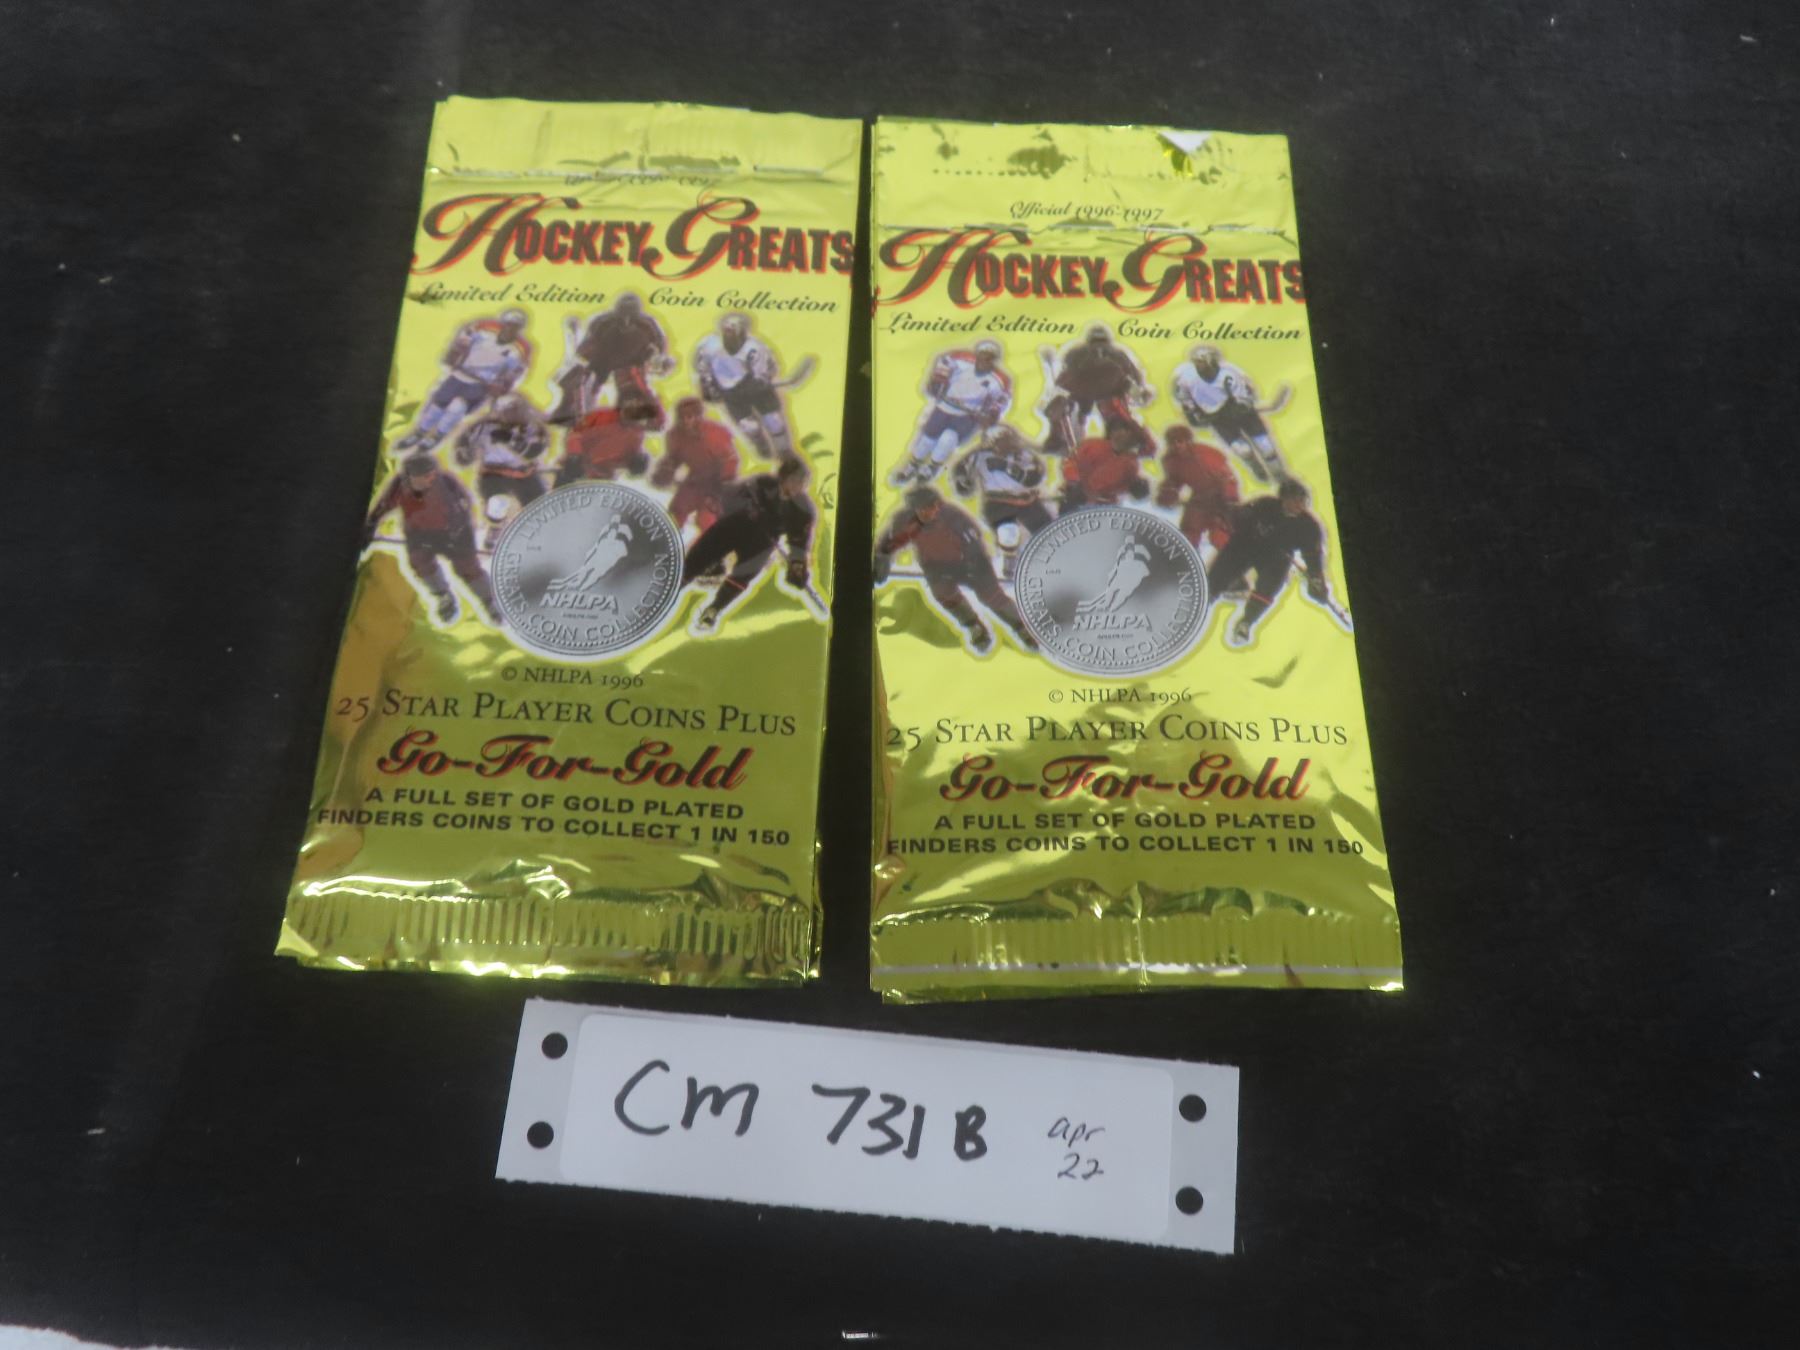 HOCKEY GREATS
Limited Edition Coin Collection
LIMITED EDITION
GREATS
NHLPA
COIN COLLECTION
© NHLPA 1996
25 STAR PLAYER COINS PLUS
Go-For-Gold
A FULL SET OF GOLD PLATED
FINDERS COINS TO COLLECT 1 IN 150
Official 1996-1997
HOCKEY GREATS
Limited Edition Coin Collection
LIMITED EDITION
GREATS
NHLPA
COIN COLLECTION
© NHLPA 1996
25 STAR PLAYER COINS PLUS
Go-For-Gold
A FULL SET OF GOLD PLATED
FINDERS COINS TO COLLECT 1 IN 150
CM 731B apr
22